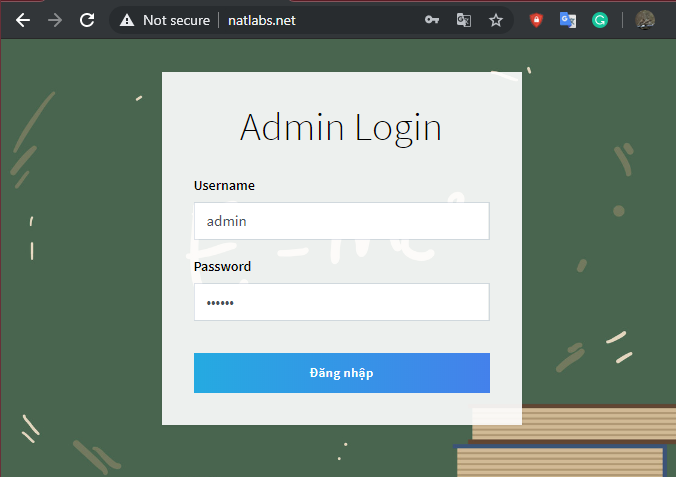 Not secure natlabs.net
Admin Login
Username
admin
Password
••••••
Đăng nhập